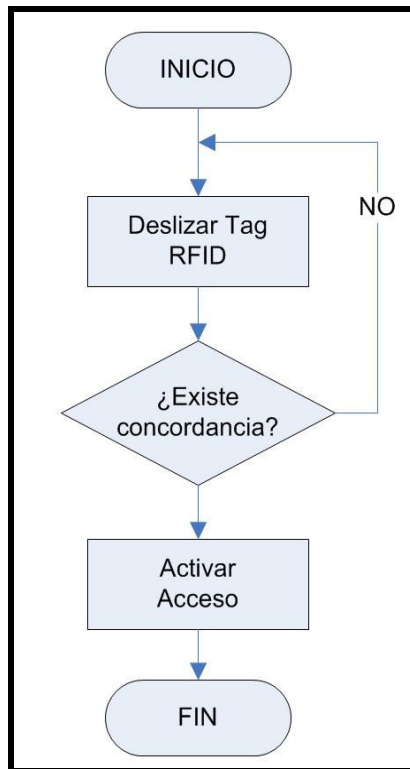 INICIO
Deslizar Tag
RFID
NO
¿Existe
concordancia?
Activar
Acceso
FIN